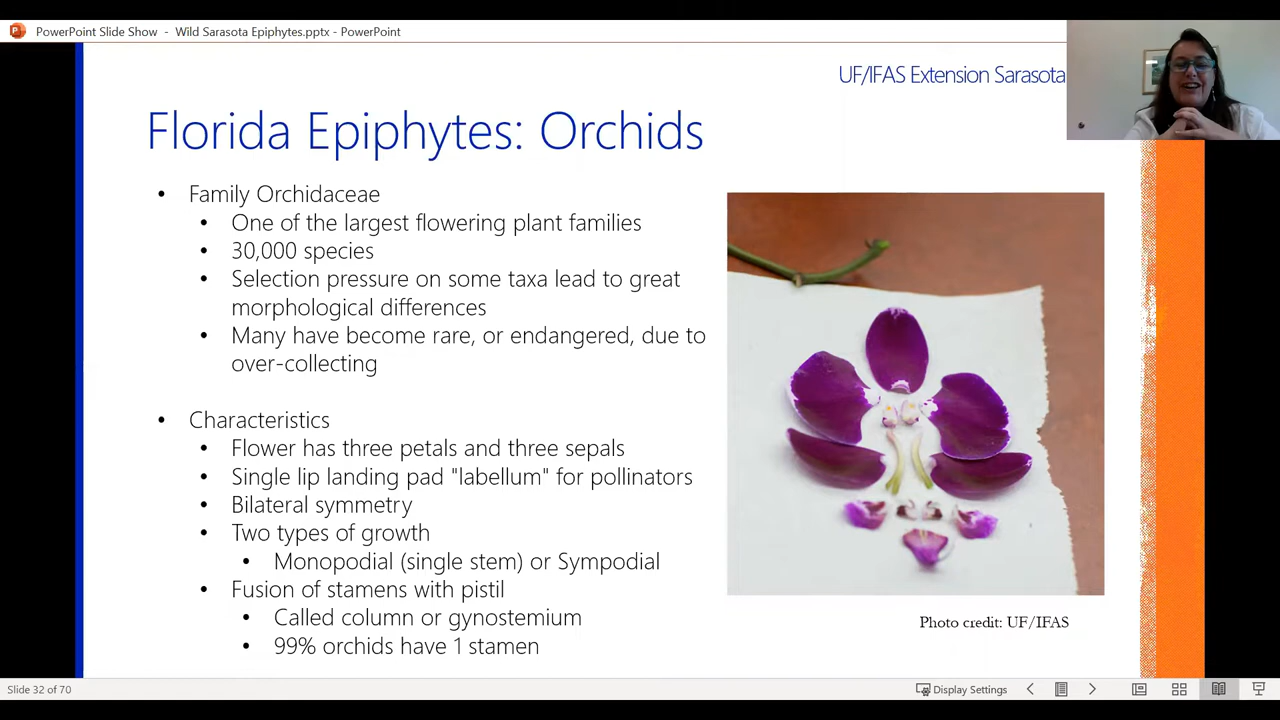 PowerPoint Slide Show - Wild Sarasota Epiphytes.pptx - PowerPoint
UF/IFAS Extension Sarasota
Florida Epiphytes: Orchids
• Family Orchidaceae
• One of the largest flowering plant families
• 30,000 species
• Selection pressure on some taxa lead to great
morphological differences
• Many have become rare, or endangered, due to
over-collecting
• Characteristics
• Flower has three petals and three sepals
• Single lip landing pad "labellum" for pollinators
• Bilateral symmetry
• Two types of growth
• Monopodial (single stem) or Sympodial
• Fusion of stamens with pistil
• Called column or gynostemium
• 99% orchids have 1 stamen
Photo credit: UF/IFAS
Slide 32 of 70
Display Settings